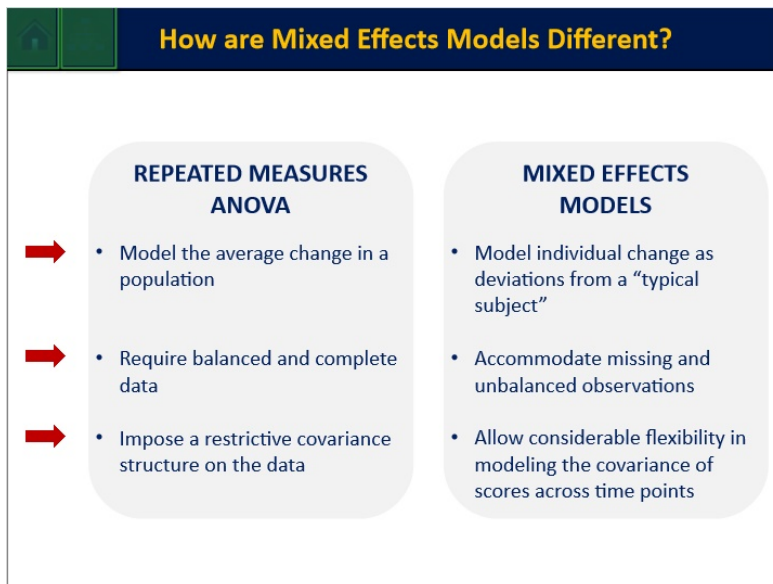 How are Mixed Effects Models Different?
REPEATED MEASURES
ANOVA
• Model the average change in a
population
• Require balanced and complete
data
• Impose a restrictive covariance
structure on the data
MIXED EFFECTS
MODELS
• Model individual change as
deviations from a “typical
subject”
• Accommodate missing and
unbalanced observations
• Allow considerable flexibility in
modeling the covariance of
scores across time points